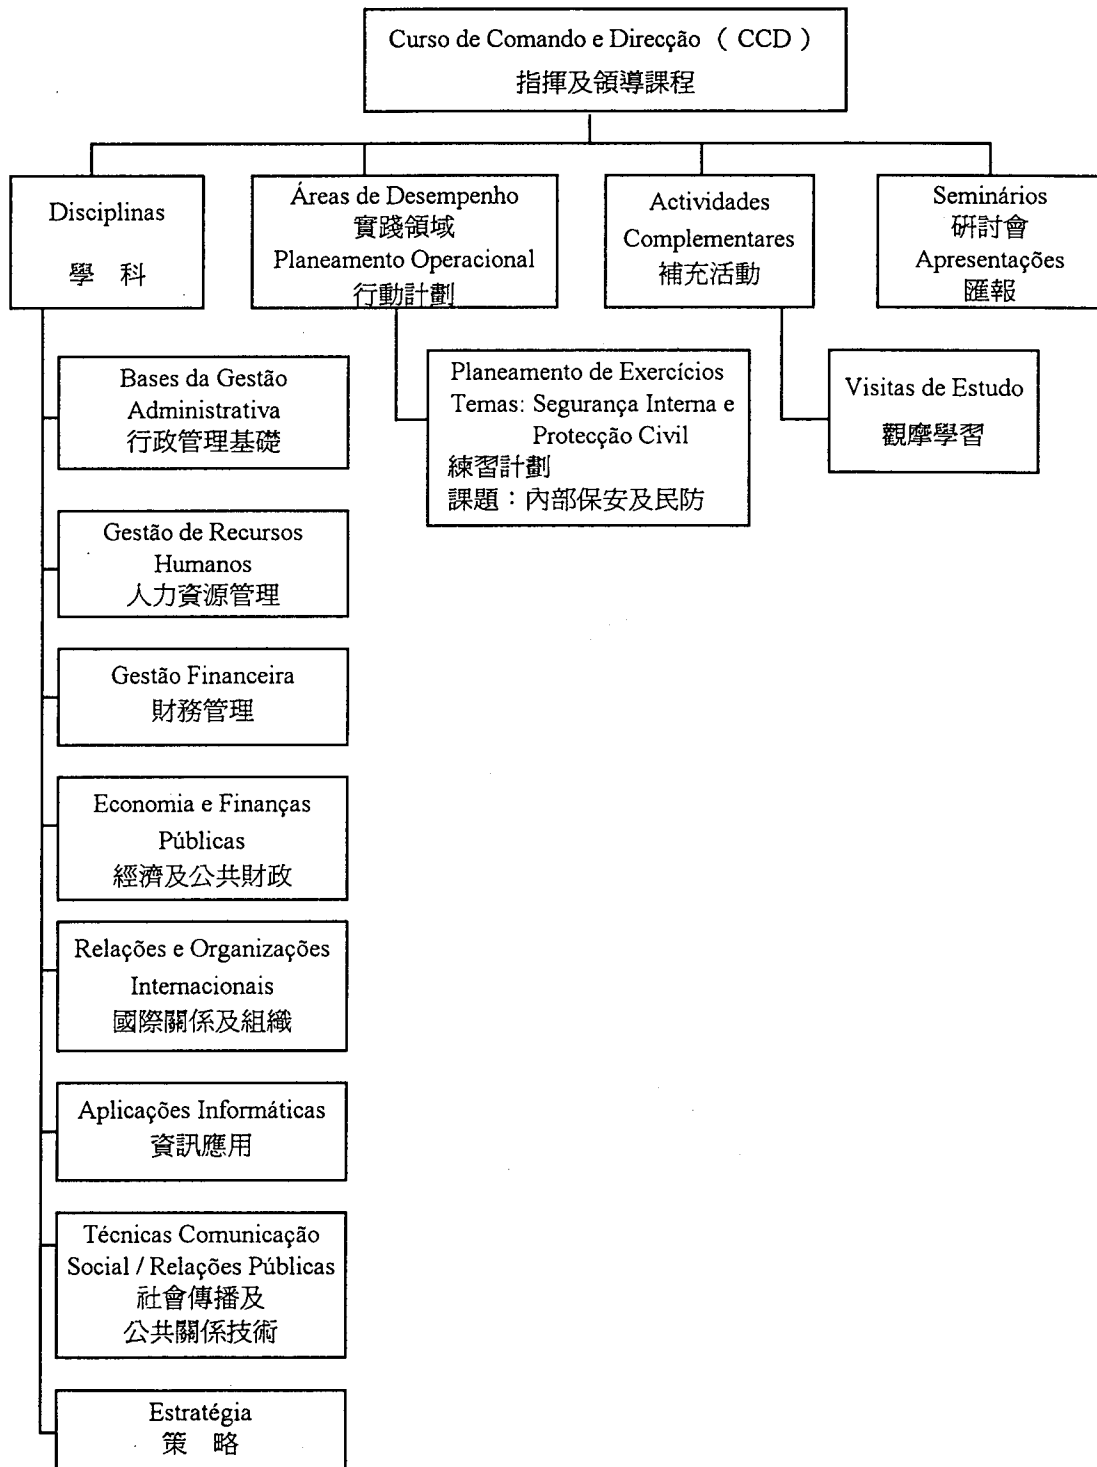 Curso de Comando e Direcção （ CCD ）
指揮及領導課程
Disciplinas
學 科
Áreas de Desempenho
實踐領域
Planeamento Operacional
行動計劃
Actividades
Complementares
補充活動
Seminários
研討會
Apresentações
匯報
Bases da Gestão
Administrativa
行政管理基礎
Planeamento de Exercícios
Temas: Segurança Interna e
Protecção Civil
練習計劃
課題：內部保安及民防
Visitas de Estudo
觀摩學習
Gestão de Recursos
Humanos
人力資源管理
Gestão Financeira
財務管理
Economia e Finanças
Públicas
經濟及公共財政
Relações e Organizações
Internacionais
國際關係及組織
Aplicações Informáticas
資訊應用
Técnicas Comunicação
Social / Relações Públicas
社會傳播及
公共關係技術
Estratégia
策 略